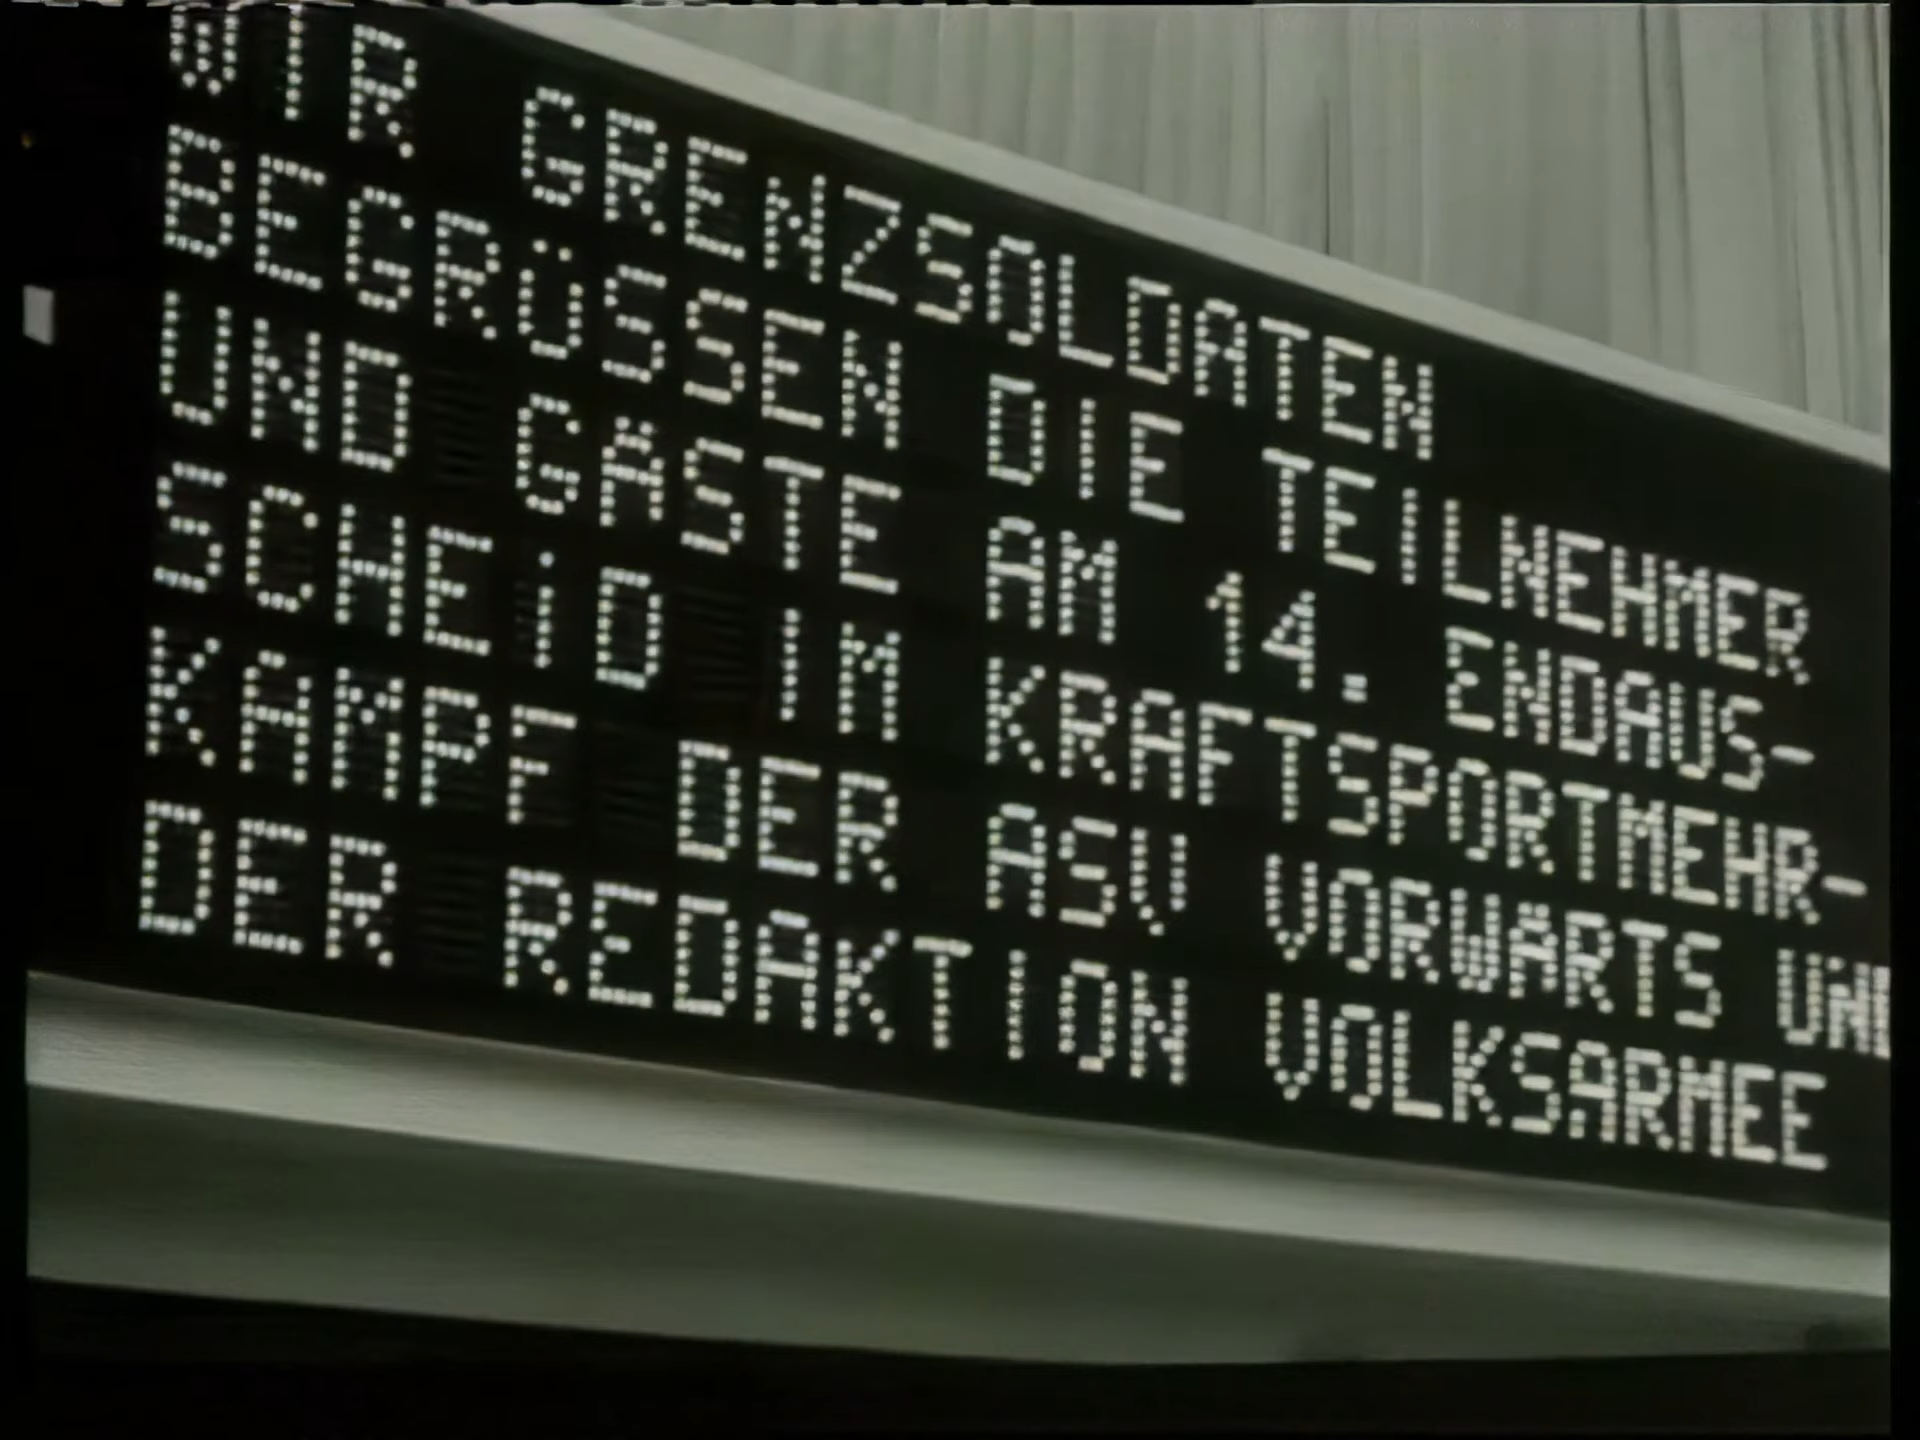 WIR GRENZSOLDATEN
BEGRÜSSEN DIE TEILNEHMER
UND GÄSTE AM 14. ENDAUS-
SCHEID IM KRAFTSPORTMEHR-
KAMPF DER ASV VORWÄRTS UND
DER REDAKTION VOLKSARMEE